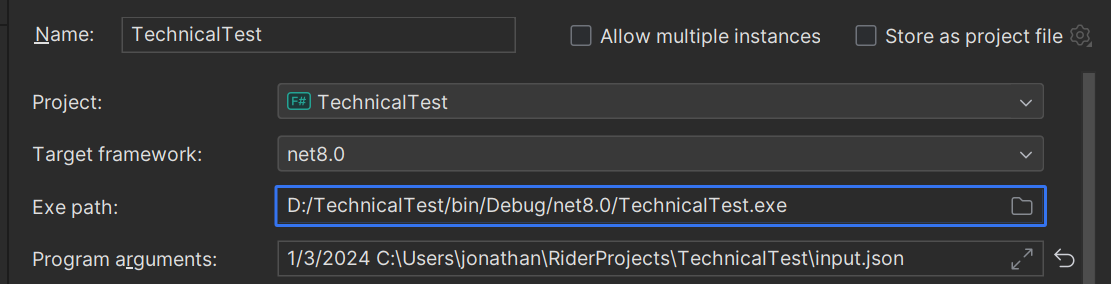 Name: TechnicalTest Allow multiple instances Store as project file
Project: F# TechnicalTest
Target framework: net8.0
Exe path: D:/TechnicalTest/bin/Debug/net8.0/TechnicalTest.exe
Program arguments: 1/3/2024 C:\Users\jonathan\RiderProjects\TechnicalTest\input.json